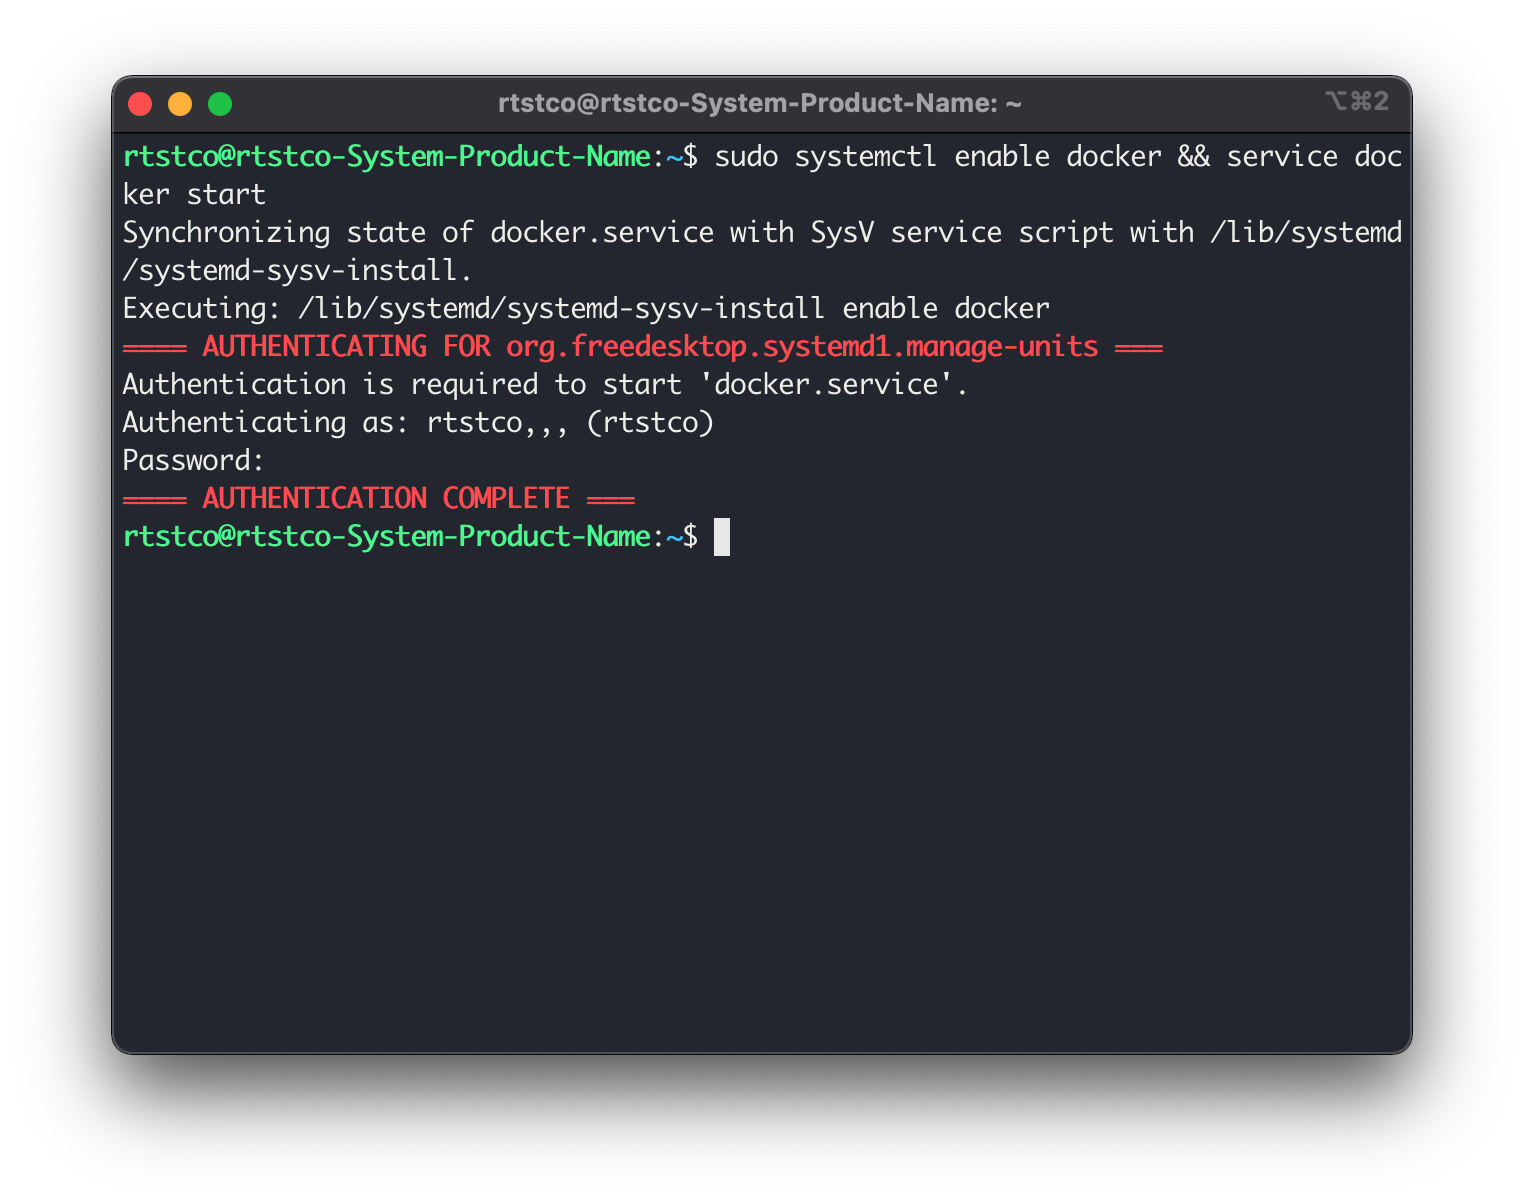 rtstco@rtstco-System-Product-Name: ~
⌥⌘2
rtstco@rtstco-System-Product-Name:~$ sudo systemctl enable docker && service doc
ker start
Synchronizing state of docker.service with SysV service script with /lib/systemd
/systemd-sysv-install.
Executing: /lib/systemd/systemd-sysv-install enable docker
==== AUTHENTICATING FOR org.freedesktop.systemd1.manage-units ===
Authentication is required to start 'docker.service'.
Authenticating as: rtstco,,, (rtstco)
Password:
==== AUTHENTICATION COMPLETE ===
rtstco@rtstco-System-Product-Name:~$